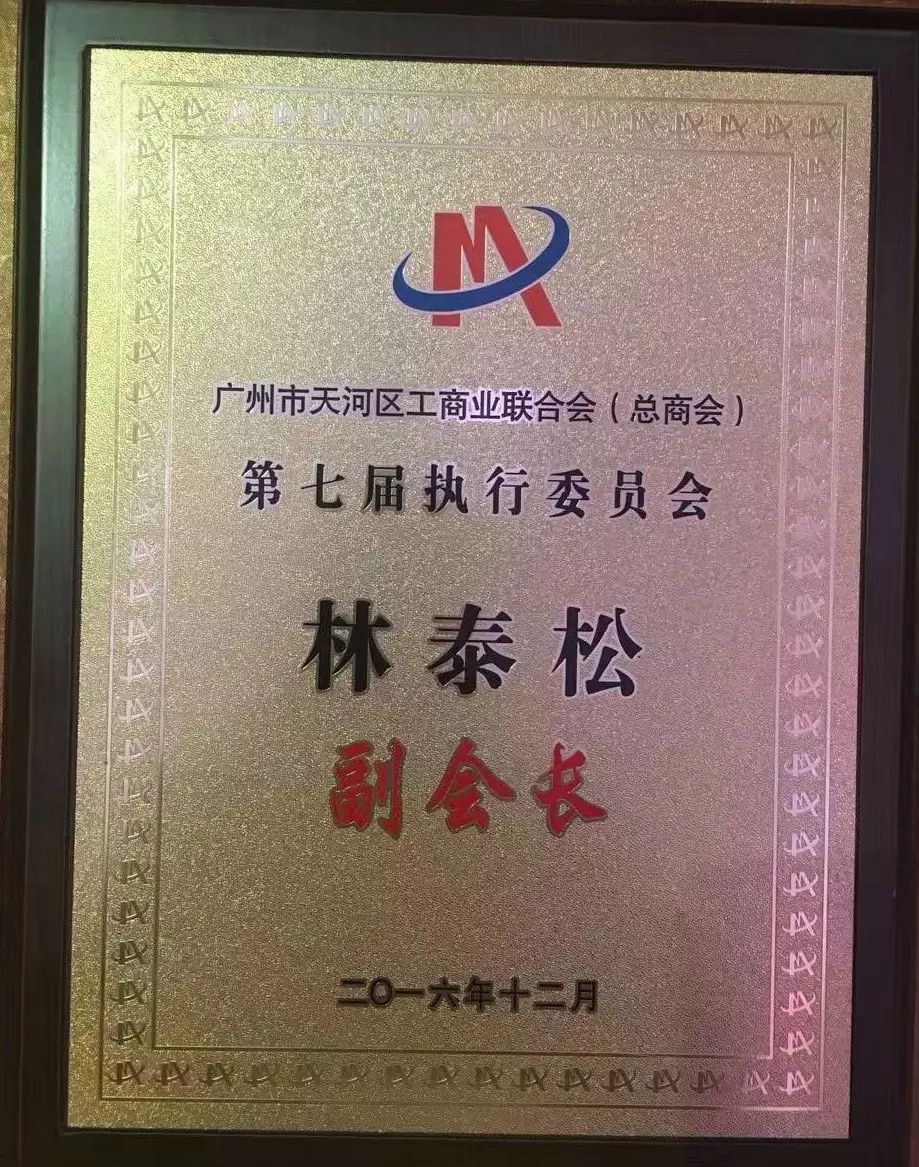 广州市天河区工商业联合会（总商会）
第七届执行委员会
林泰松
副会长
二〇一六年十二月